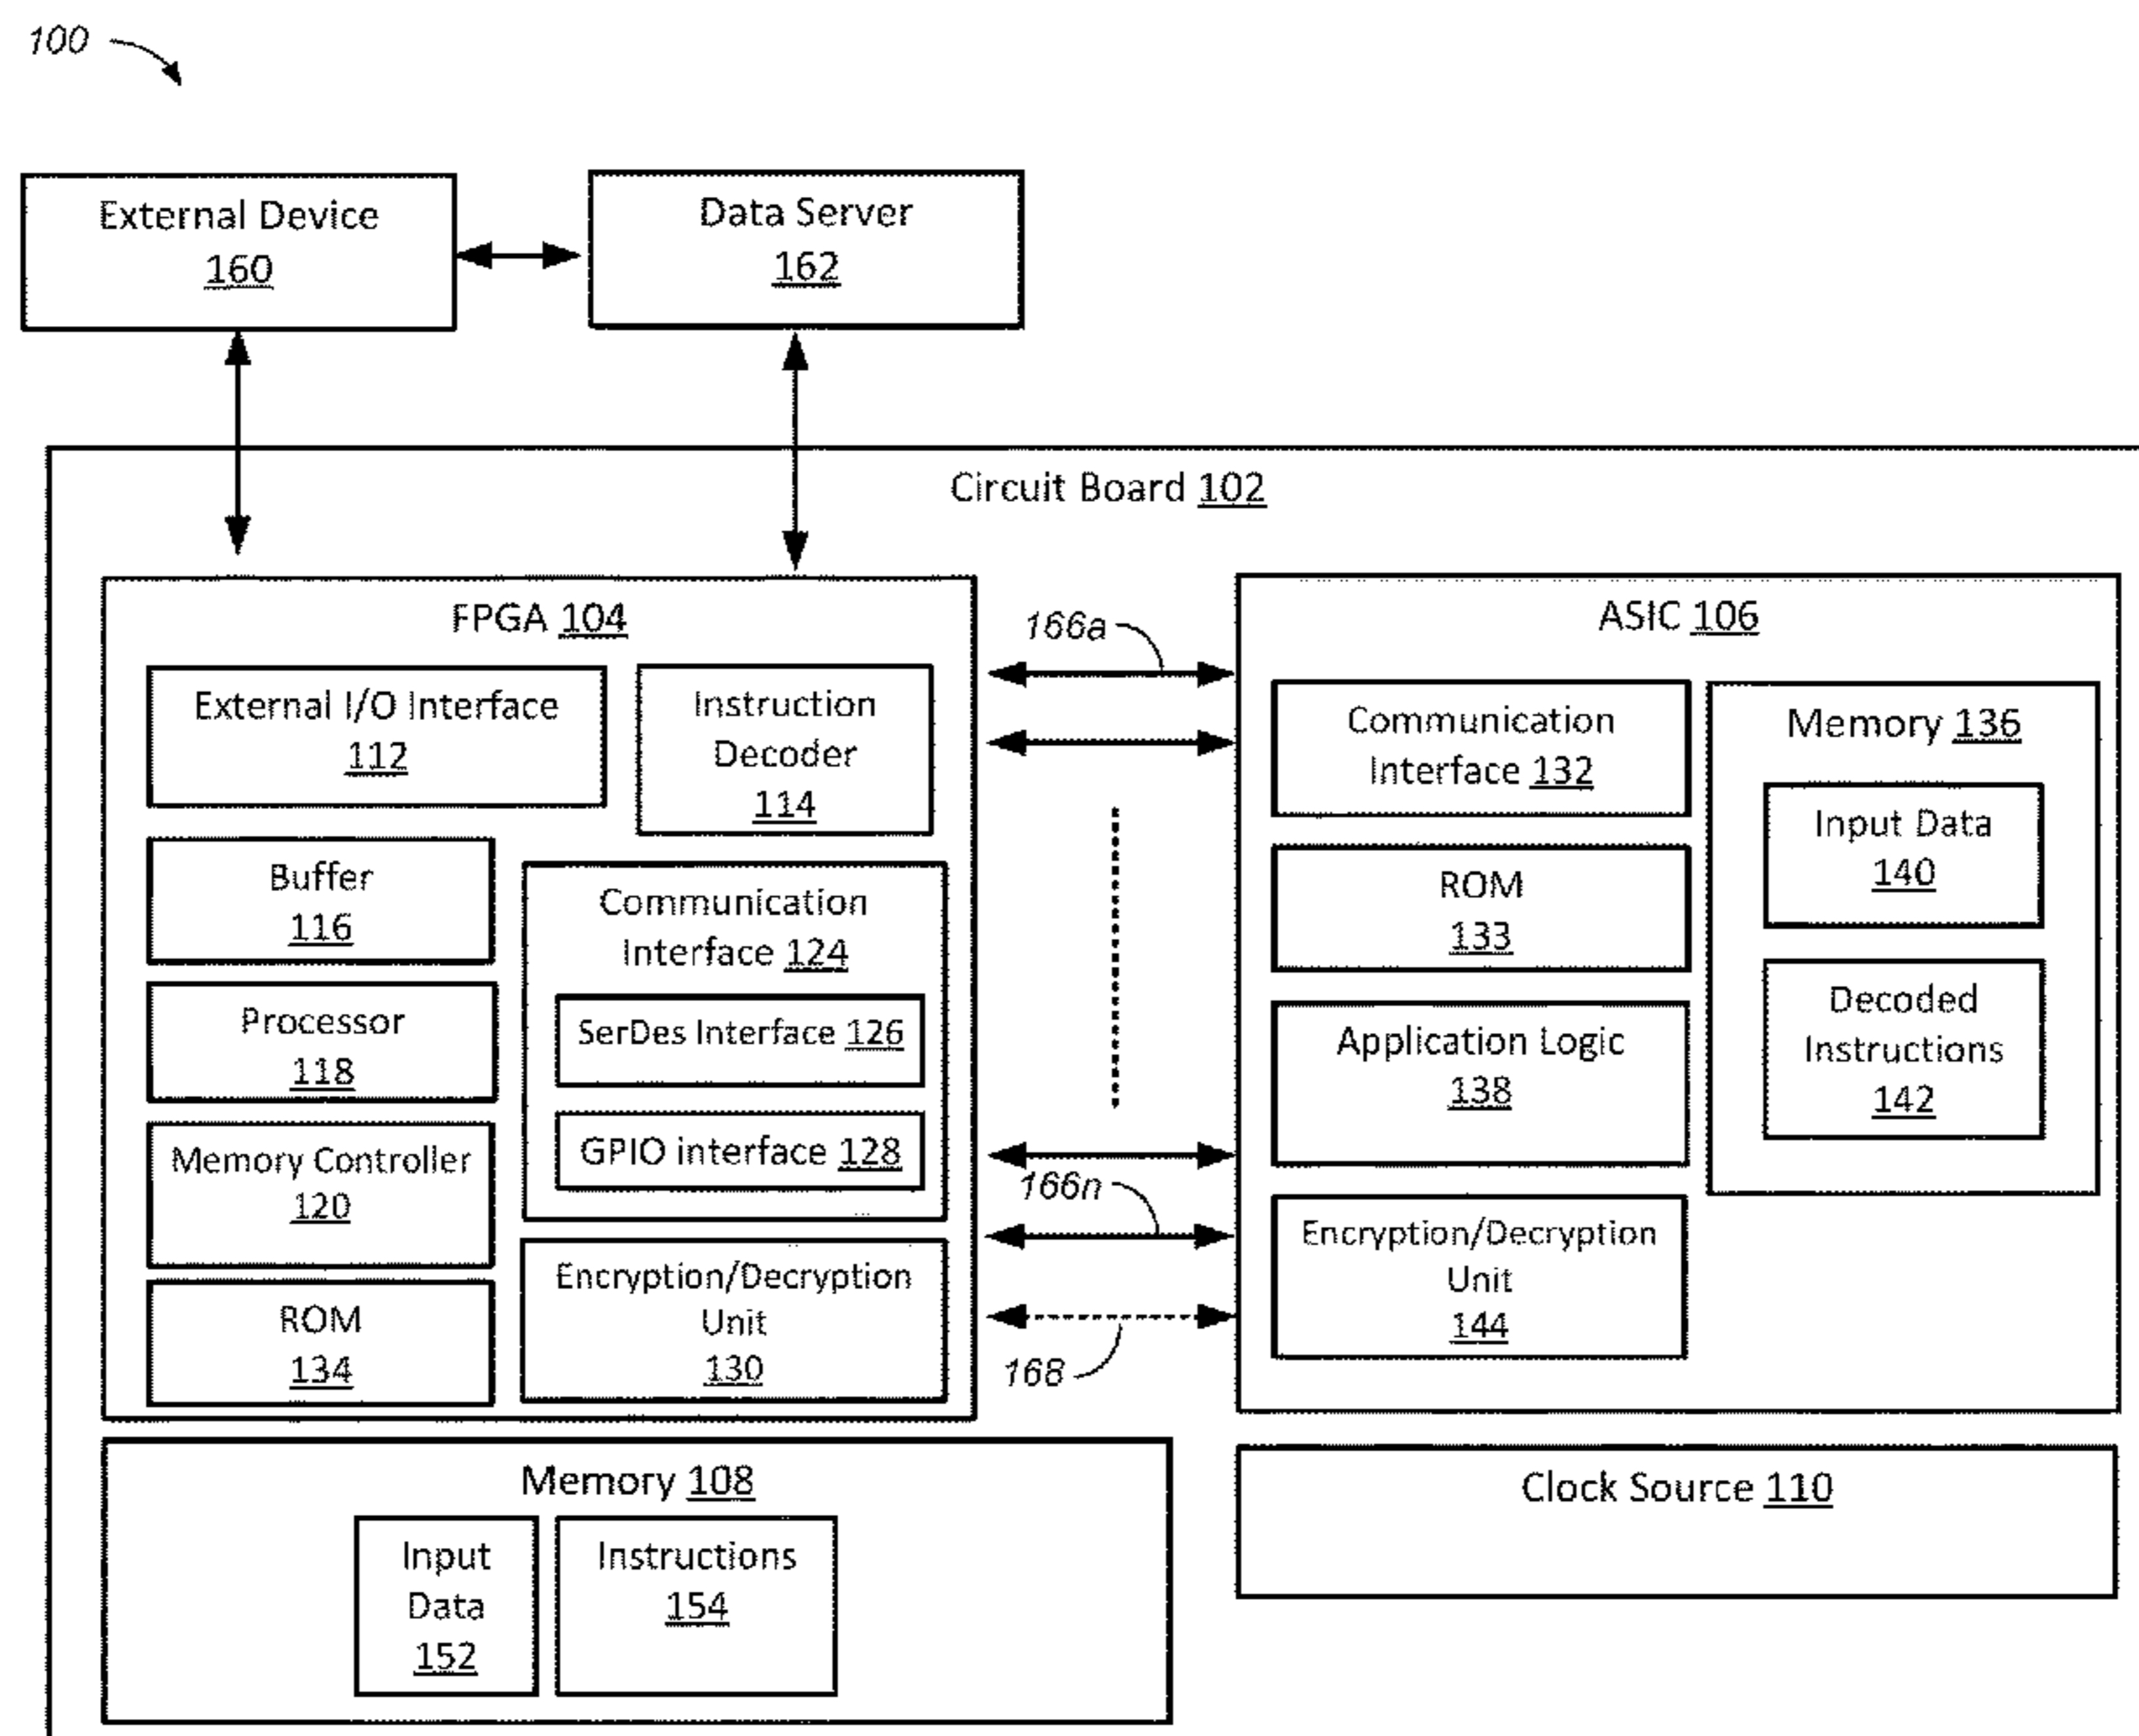 100
External Device
160
Data Server
162
Circuit Board 102
FPGA 104
External I/O Interface
112
Instruction
Decoder
114
Buffer
116
Processor
118
Memory Controller
120
ROM
134
Communication
Interface 124
SerDes Interface 126
GPIO interface 128
Encryption/Decryption
Unit
130
166a
166n
168
ASIC 106
Communication
Interface 132
ROM
133
Application Logic
138
Encryption/Decryption
Unit
144
Memory 136
Input Data
140
Decoded
Instructions
142
Memory 108
Input
Data
152
Instructions
154
Clock Source 110